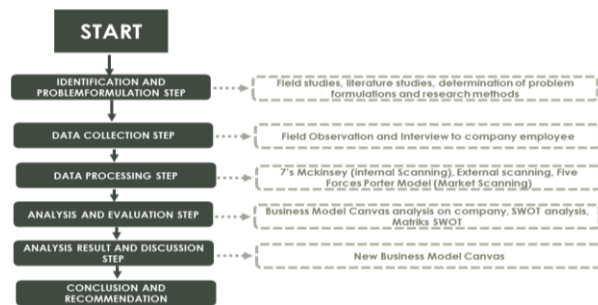 START
IDENTIFICATION AND
PROBLEMFORMULATION STEP
Field studies, literature studies, determination of problem
formulations and research methods
DATA COLLECTION STEP
Field Observation and Interview to company employee
DATA PROCESSING STEP
7's Mckinsey (Internal Scanning), External scanning, Five
Forces Porter Model (Market Scanning)
ANALYSIS AND EVALUATION STEP
Business Model Canvas analysis on company, SWOT analysis,
Matriks SWOT
ANALYSIS RESULT AND DISCUSSION
STEP
New Business Model Canvas
CONCLUSION AND
RECOMMENDATION